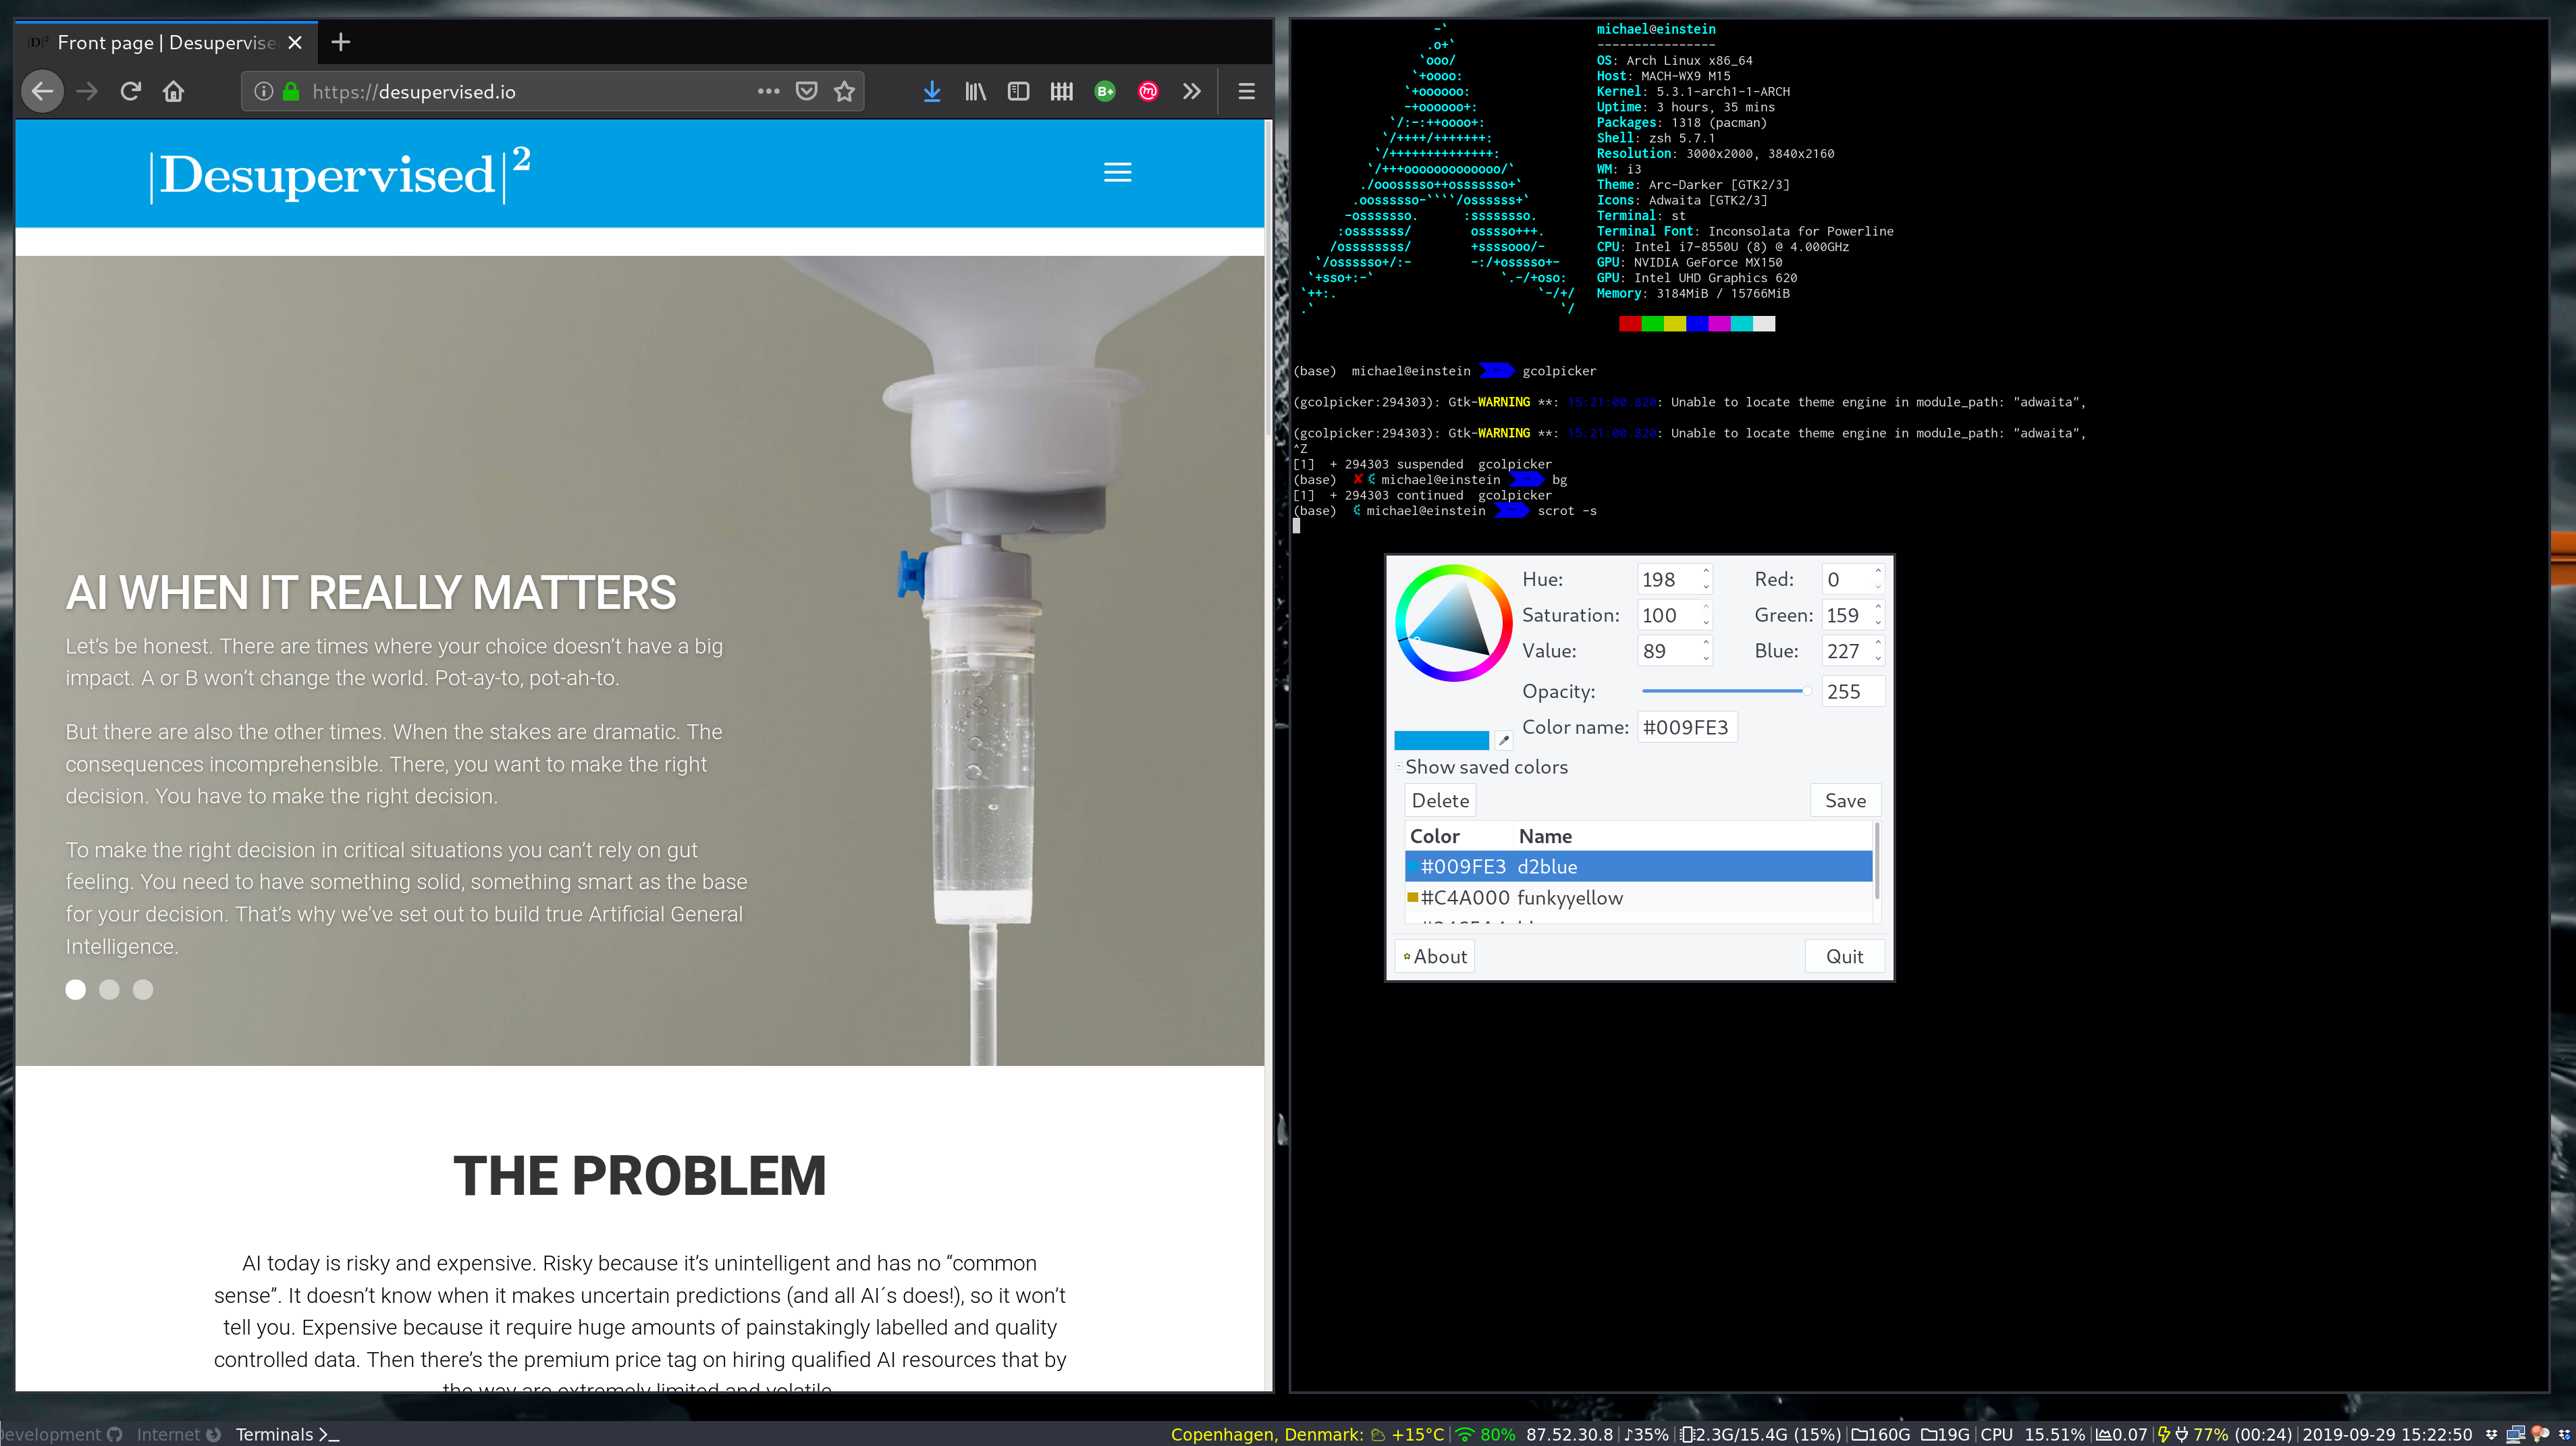 Front page | Desupervise
https://desupervised.io
|Desupervised|²
AI WHEN IT REALLY MATTERS
Let’s be honest. There are times where your choice doesn’t have a big
impact. A or B won’t change the world. Pot-ay-to, pot-ah-to.
But there are also the other times. When the stakes are dramatic. The
consequences incomprehensible. There, you want to make the right
decision. You have to make the right decision.
To make the right decision in critical situations you can’t rely on gut
feeling. You need to have something solid, something smart as the base
for your decision. That’s why we’ve set out to build true Artificial General
Intelligence.
THE PROBLEM
AI today is risky and expensive. Risky because it’s unintelligent and has no “common
sense”. It doesn’t know when it makes uncertain predictions (and all AI´s does!), so it won’t
tell you. Expensive because it require huge amounts of painstakingly labelled and quality
controlled data. Then there’s the premium price tag on hiring qualified AI resources that by
the way are extremely limited and volatile.
michael@einstein
----------------
OS: Arch Linux x86_64
Host: MACH-WX9 M15
Kernel: 5.3.1-arch1-1-ARCH
Uptime: 3 hours, 35 mins
Packages: 1318 (pacman)
Shell: zsh 5.7.1
Resolution: 3000x2000, 3840x2160
WM: i3
Theme: Arc-Darker [GTK2/3]
Icons: Adwaita [GTK2/3]
Terminal: st
Terminal Font: Inconsolata for Powerline
CPU: Intel i7-8550U (8) @ 4.000GHz
GPU: NVIDIA GeForce MX150
GPU: Intel UHD Graphics 620
Memory: 3184MiB / 15766MiB
(base) michael@einstein ~ gcolpicker
(gcolpicker:294303): Gtk-WARNING **: 15:21:00.820: Unable to locate theme engine in module_path: "adwaita",
(gcolpicker:294303): Gtk-WARNING **: 15:21:00.820: Unable to locate theme engine in module_path: "adwaita",
^Z
[1] + 294303 suspended gcolpicker
(base) ✘ michael@einstein ~ bg
[1] + 294303 continued gcolpicker
(base) michael@einstein ~ scrot -s
Hue: 198 Red: 0
Saturation: 100 Green: 159
Value: 89 Blue: 227
Opacity: 255
Color name: #009FE3
Show saved colors
Delete Save
Color Name
#009FE3 d2blue
#C4A000 funkyyellow
About Quit
Development Internet Terminals >_
Copenhagen, Denmark: +15°C | 80% 87.52.30.8 | ♪35% | 2.3G/15.4G (15%) | 160G 19G | CPU 15.51% | 0.07 | 77% (00:24) | 2019-09-29 15:22:50